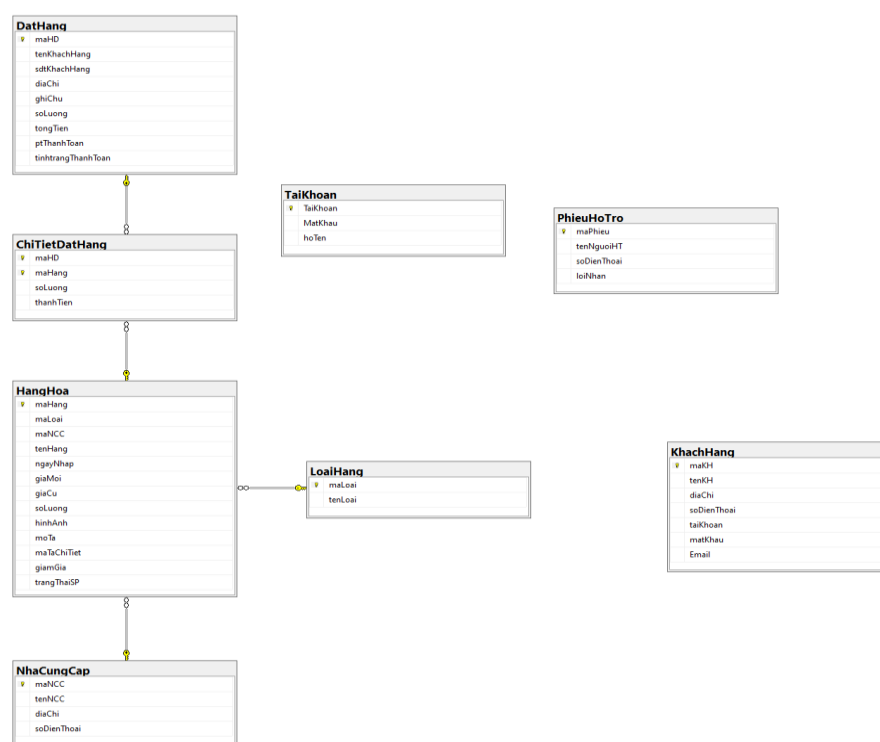 DatHang
maHD
tenKhachHang
sdtKhachHang
diaChi
ghiChu
soLuong
tongTien
ptThanhToan
tinhtrangThanhToan
TaiKhoan
TaiKhoan
MatKhau
hoTen
PhieuHoTro
maPhieu
tenNguoiHT
soDienThoai
loiNhan
ChiTietDatHang
maHD
maHang
soLuong
thanhTien
HangHoa
maHang
maLoai
maNCC
tenHang
ngayNhap
giaMoi
giaCu
soLuong
hinhAnh
moTa
maTaChiTiet
giamGia
trangThaiSP
LoaiHang
maLoai
tenLoai
KhachHang
maKH
tenKH
diaChi
soDienThoai
taiKhoan
matKhau
Email
NhaCungCap
maNCC
tenNCC
diaChi
soDienThoai